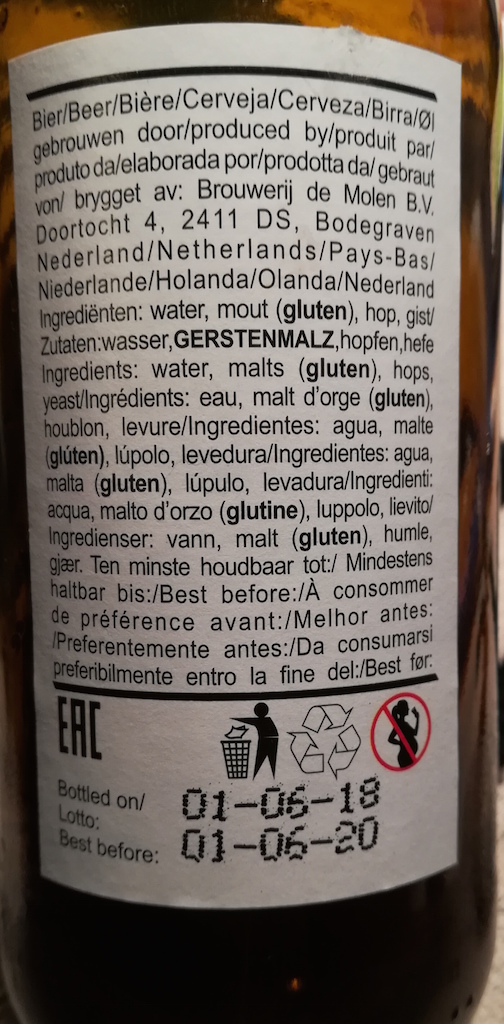 Bier/Beer/Bière/Cerveja/Cerveza/Birra/Øl
gebrouwen door/produced by/produit par/
produto da/elaborada por/prodotta da/ gebraut
von/ brygget av: Brouwerij de Molen B.V.
Doortocht 4, 2411 DS, Bodegraven
Nederland/Netherlands/Pays-Bas/
Niederlande/Holanda/Olanda/Nederland
Ingrediënten: water, mout (gluten), hop, gist/
Zutaten:wasser,GERSTENMALZ,hopfen,hefe
Ingredients: water, malts (gluten), hops,
yeast/Ingrédients: eau, malt d'orge (gluten),
houblon, levure/Ingredientes: agua, malte
(glúten), lúpolo, levedura/Ingredientes: agua,
malta (gluten), lúpulo, levadura/Ingredienti:
acqua, malto d'orzo (glutine), luppolo, lievito/
Ingredienser: vann, malt (gluten), humle,
gjær. Ten minste houdbaar tot:/ Mindestens
haltbar bis:/Best before:/À consommer
de préférence avant:/Melhor antes:
/Preferentemente antes:/Da consumarsi
preferibilmente entro la fine del:/Best før:
EAC
Bottled on/
Lotto: 01-06-18
Best before: 01-06-20